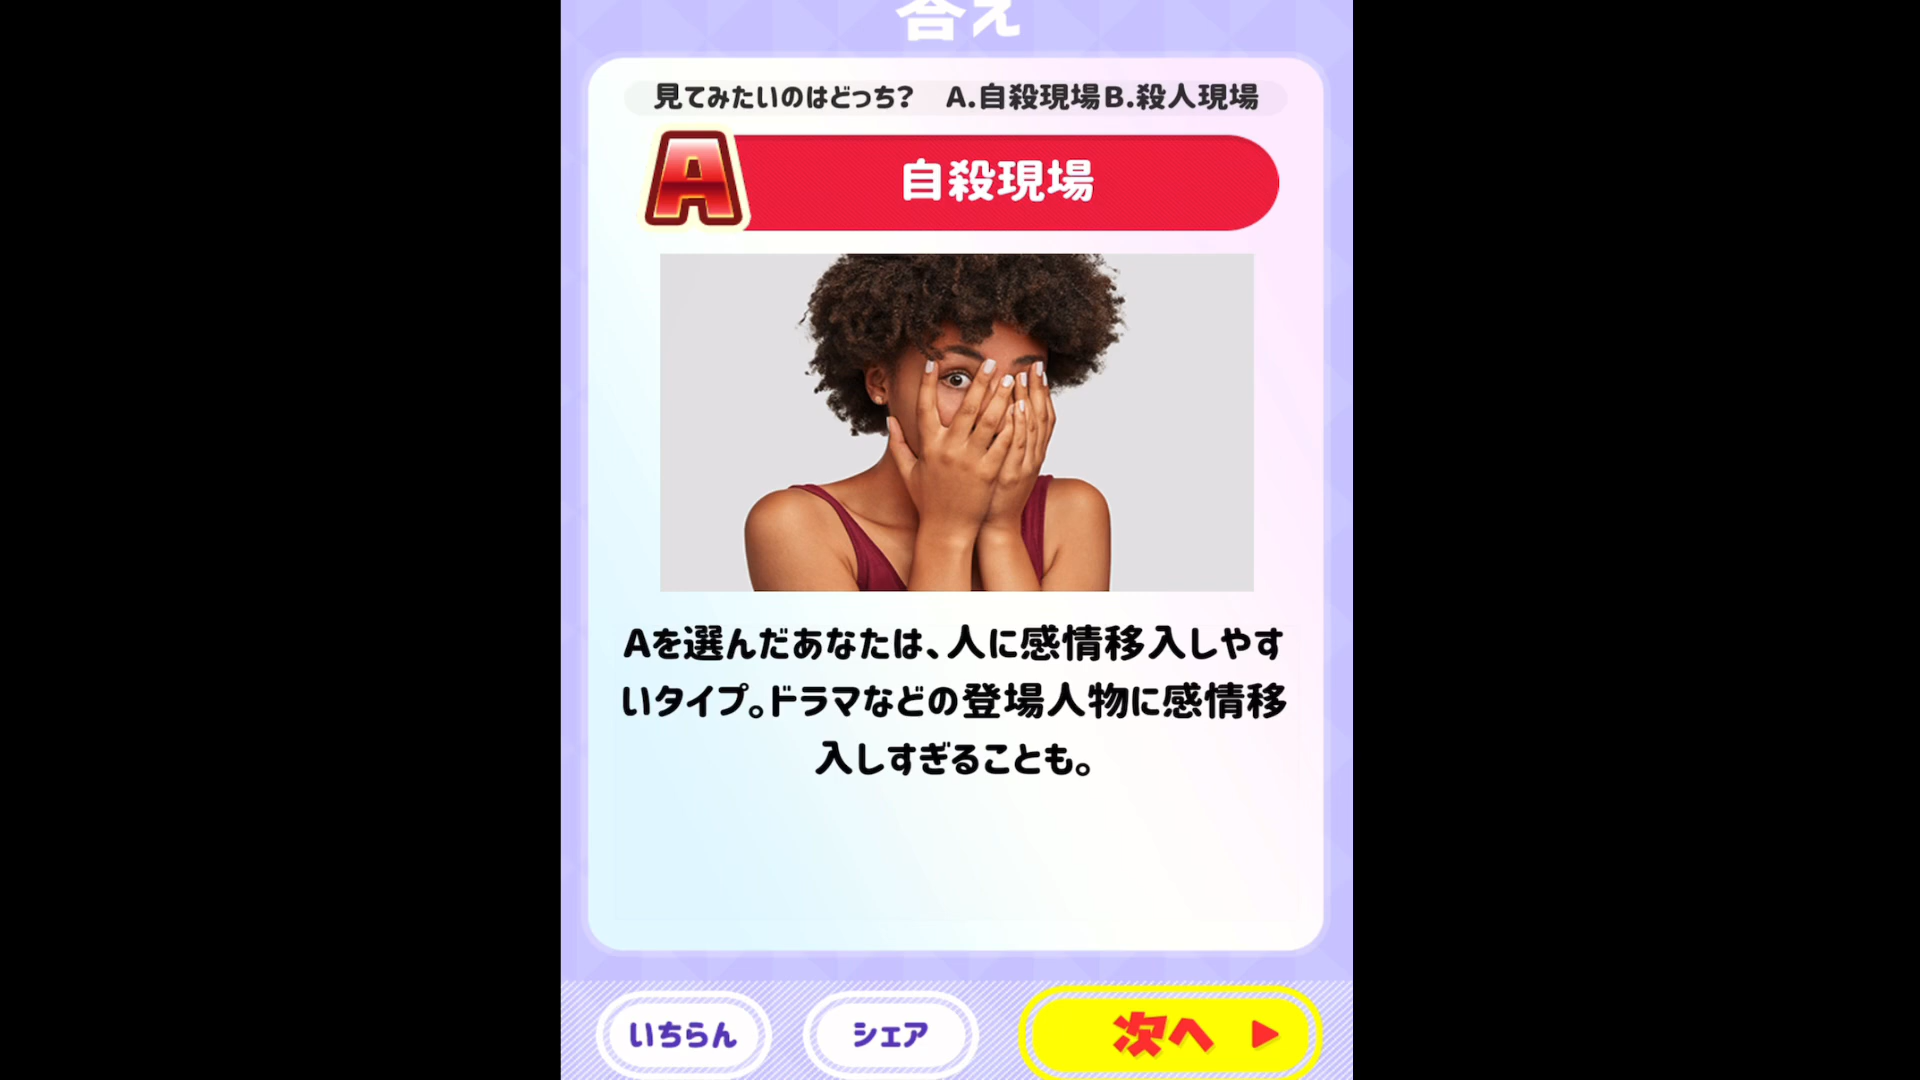 答え
見てみたいのはどっち？ A.自殺現場B.殺人現場
A
自殺現場
Aを選んだあなたは、人に感情移入しやす
いタイプ。ドラマなどの登場人物に感情移
入しすぎることも。
いちらん
シェア
次へ ▶